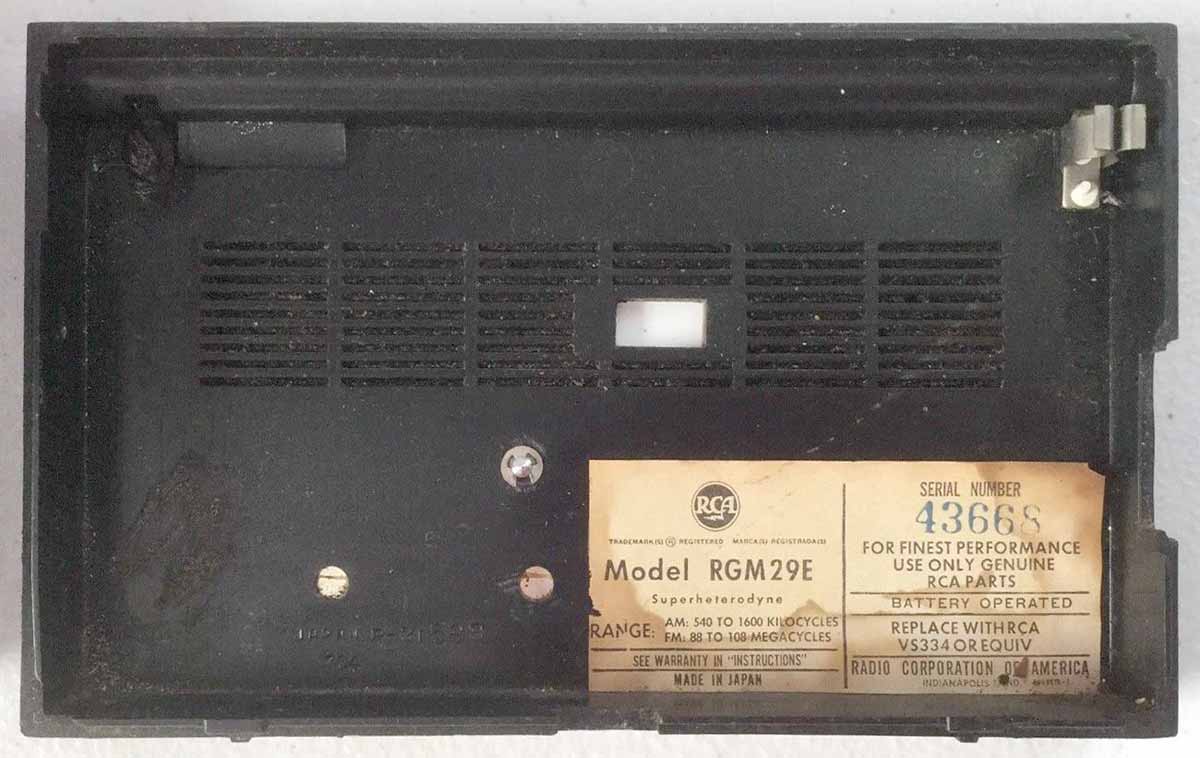 RCA
TRADEMARK(S) ® REGISTERED MARCA(S) REGISTRADA(S)
Model RGM29E
Superheterodyne
RANGE: AM: 540 TO 1600 KILOCYCLES
FM: 88 TO 108 MEGACYCLES
SEE WARRANTY IN "INSTRUCTIONS"
MADE IN JAPAN
SERIAL NUMBER
43668
FOR FINEST PERFORMANCE
USE ONLY GENUINE
RCA PARTS
BATTERY OPERATED
REPLACE WITH RCA
VS334 OR EQUIV
RADIO CORPORATION OF AMERICA
INDIANAPOLIS IND